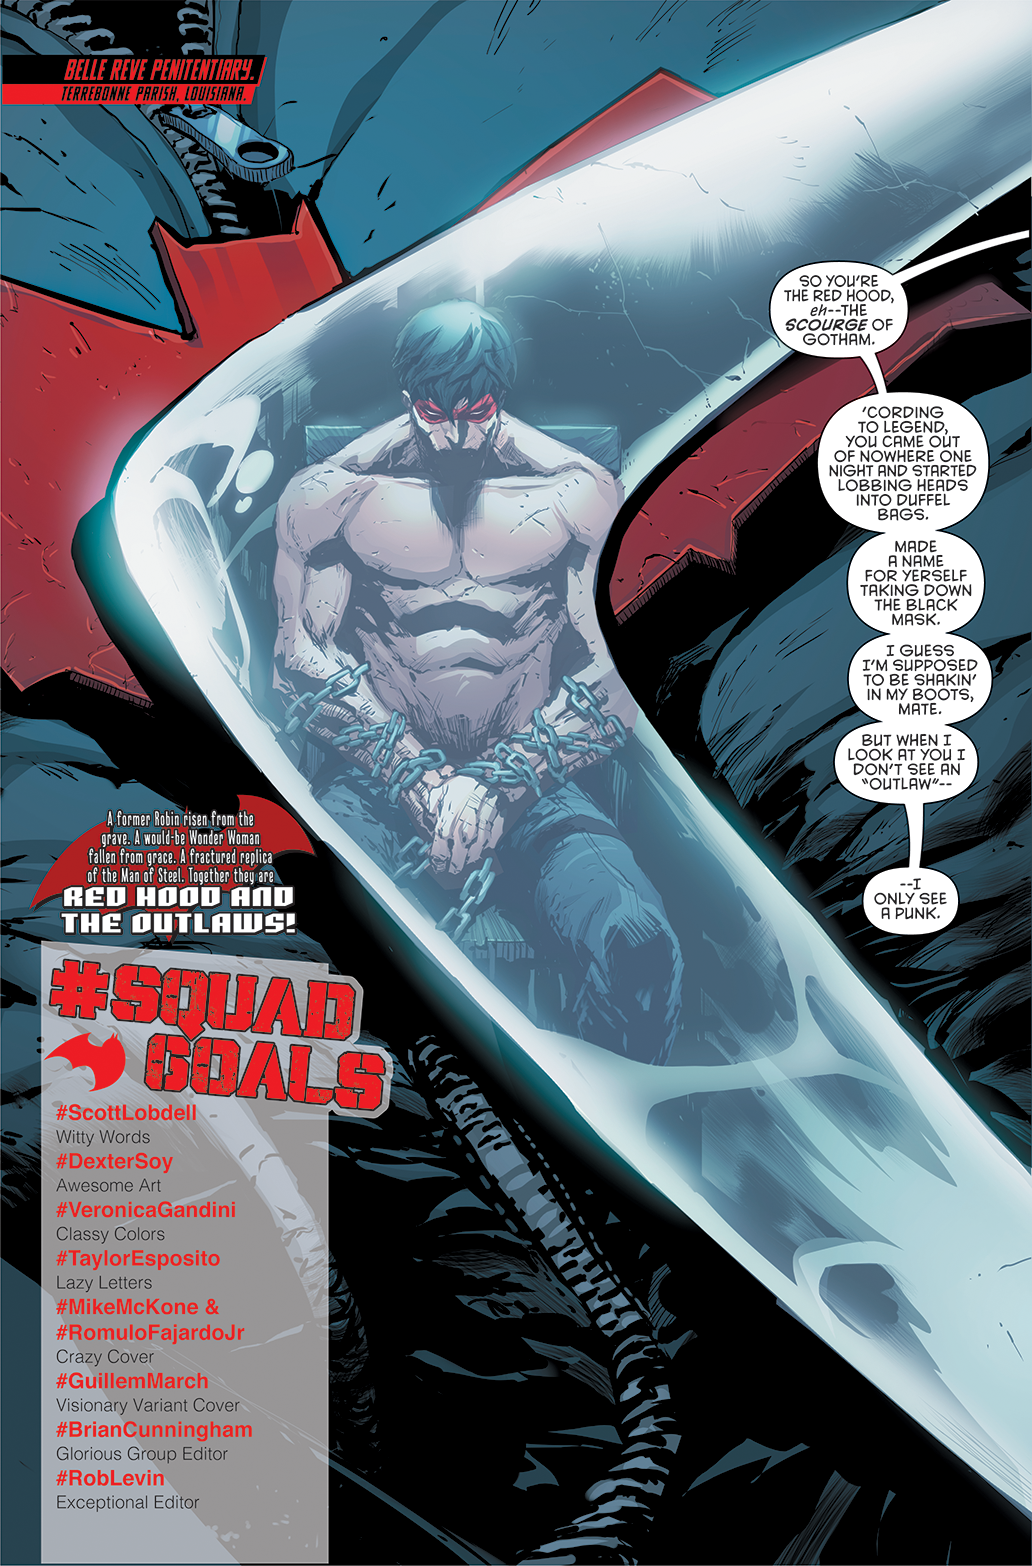 BELLE REVE PENITENTIARY.
TERREBONNE PARISH, LOUISIANA.
SO YOU'RE
THE RED HOOD,
eh--THE
SCOURGE OF
GOTHAM.
'CORDING
TO LEGEND,
YOU CAME OUT
OF NOWHERE ONE
NIGHT AND STARTED
LOBBING HEADS
INTO DUFFEL
BAGS.
MADE
A NAME
FOR YERSELF
TAKING DOWN
THE BLACK
MASK.
I GUESS
I'M SUPPOSED
TO BE SHAKIN'
IN MY BOOTS,
MATE.
BUT WHEN I
LOOK AT YOU I
DON'T SEE AN
"OUTLAW"--
--I
ONLY SEE
A PUNK.
A former Robin risen from the
grave. A would-be Wonder Woman
fallen from grace. A fractured replica
of the Man of Steel. Together they are
RED HOOD AND
THE OUTLAWS!
#SQUAD
GOALS
#ScottLobdell
Witty Words
#DexterSoy
Awesome Art
#VeronicaGandini
Classy Colors
#TaylorEsposito
Lazy Letters
#MikeMcKone &
#RomuloFajardoJr
Crazy Cover
#GuillemMarch
Visionary Variant Cover
#BrianCunningham
Glorious Group Editor
#RobLevin
Exceptional Editor